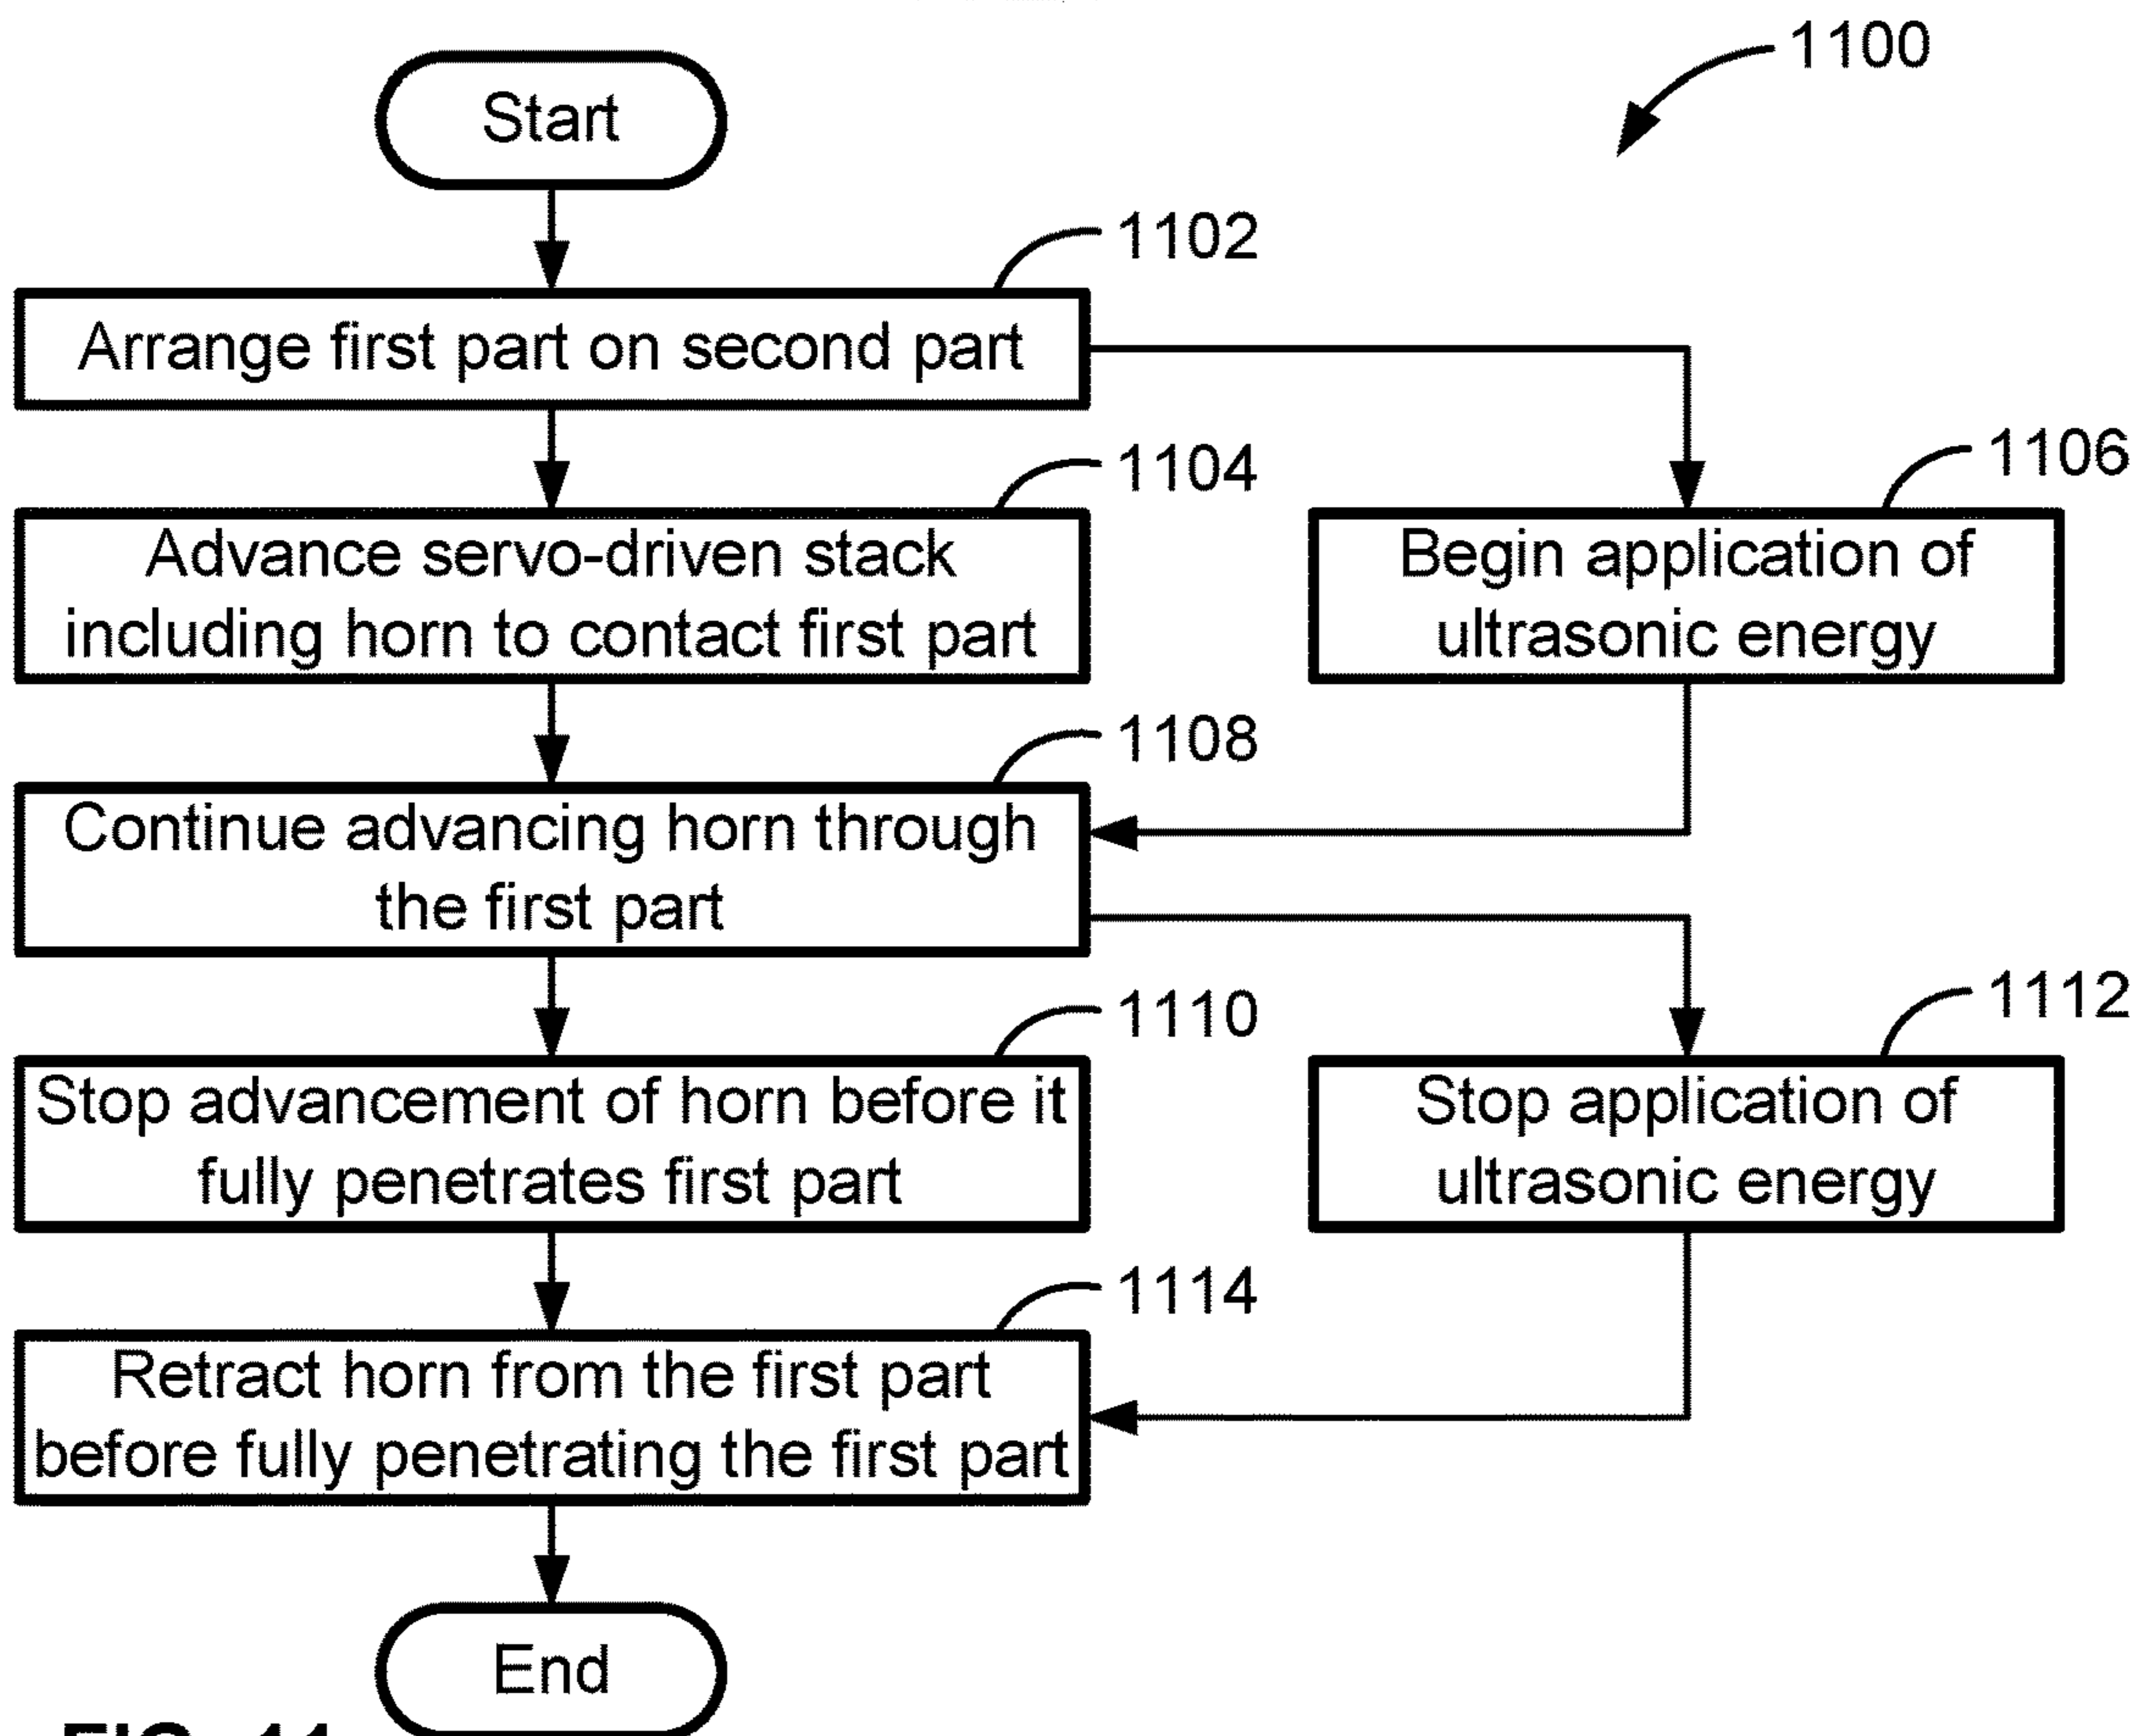 1100
Start
1102
Arrange first part on second part
1104
Advance servo-driven stack
including horn to contact first part
1106
Begin application of
ultrasonic energy
1108
Continue advancing horn through
the first part
1110
Stop advancement of horn before it
fully penetrates first part
1112
Stop application of
ultrasonic energy
1114
Retract horn from the first part
before fully penetrating the first part
End
FIG. 11